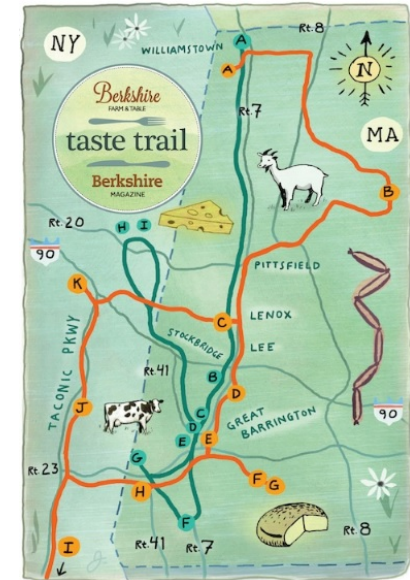 NY
WILLIAMSTOWN
A
A
Rt.8
N
Berkshire
FARM & TABLE
taste trail
Berkshire
MAGAZINE
Rt.7
MA
B
Rt.20
H I
90
PITTSFIELD
K
C
LENOX
STOCKBRIDGE
LEE
TACONIC PKWY
Rt.41
B
D
J
C
D
GREAT
BARRINGTON
90
E
E
G
Rt.23
H
F G
F
I
Rt.41
Rt.7
Rt.8